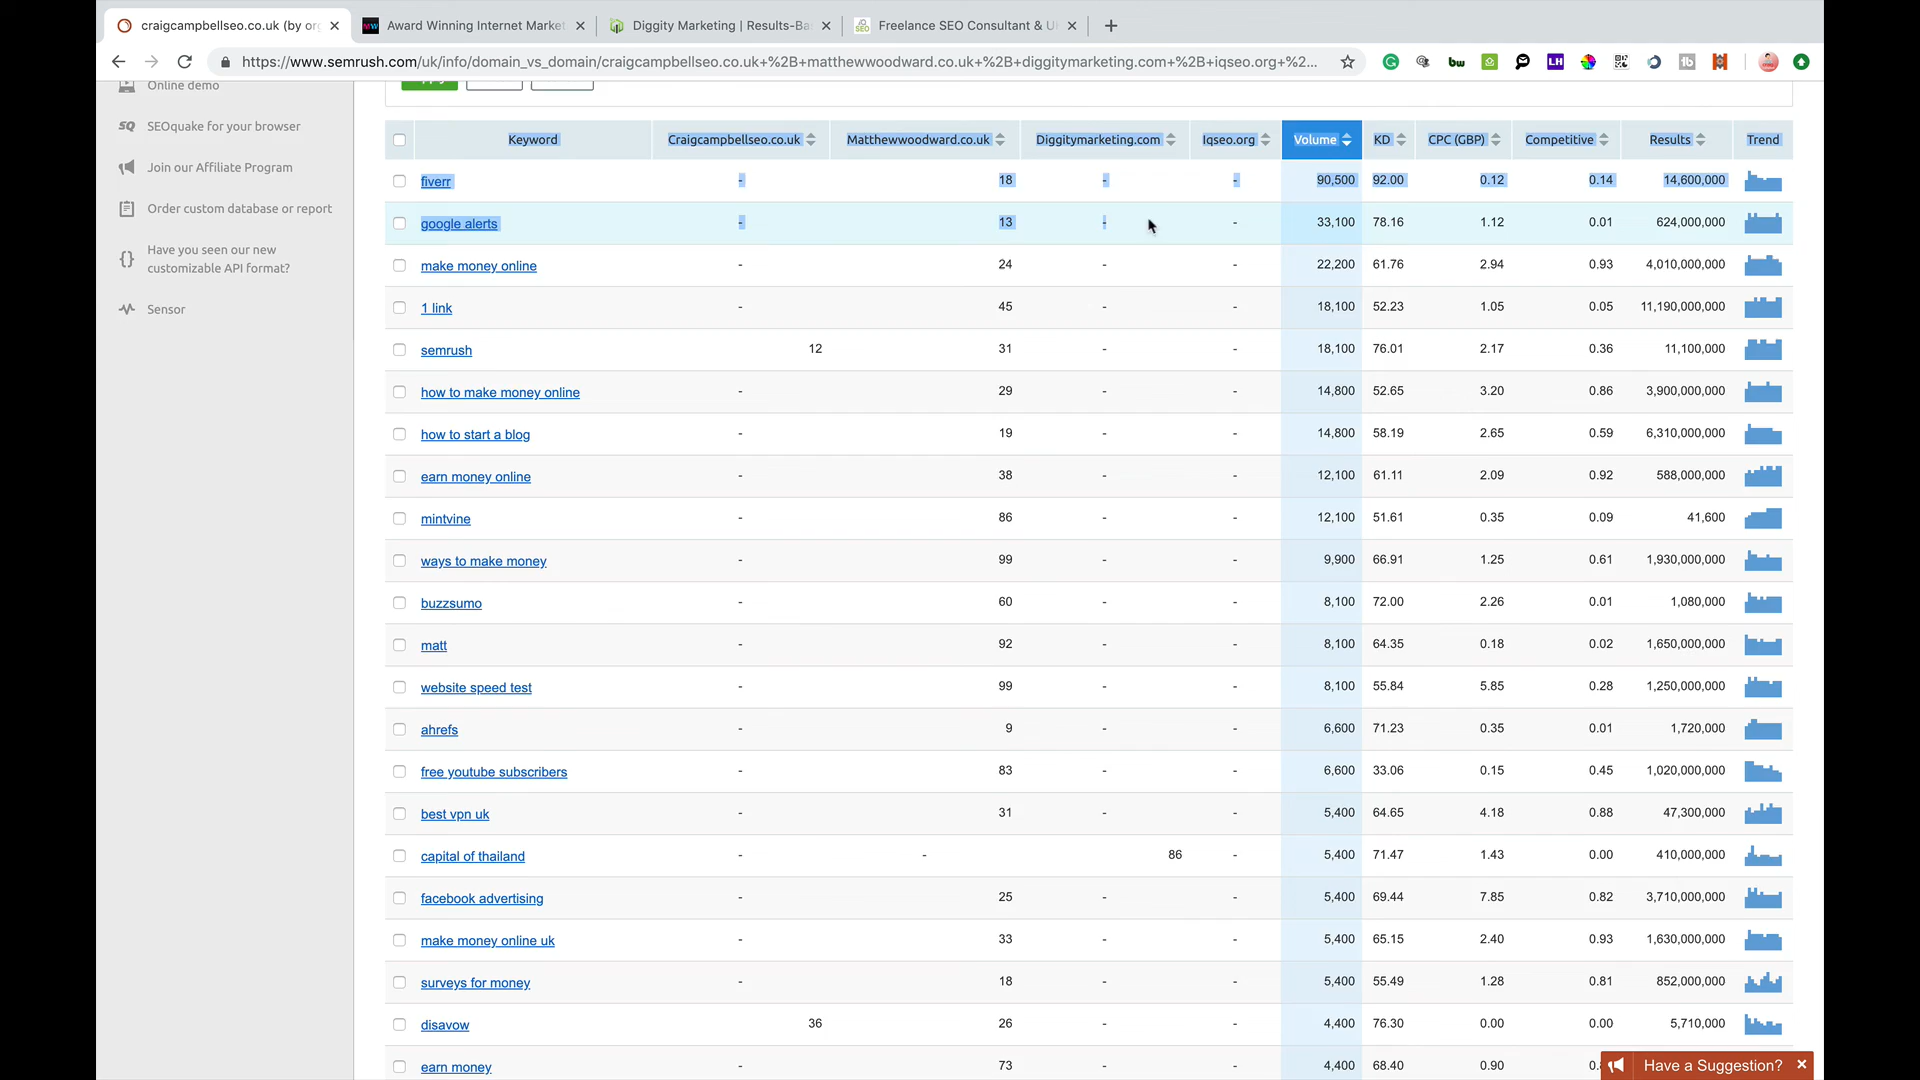 craigcampbellseo.co.uk (by org
Award Winning Internet Market
Diggity Marketing | Results-Ba
Freelance SEO Consultant & U
https://www.semrush.com/uk/info/domain_vs_domain/craigcampbellseo.co.uk+%2B+matthewwoodward.co.uk+%2B+diggitymarketing.com+%2B+iqseo.org+%2...
Online demo
SEOquake for your browser
Join our Affiliate Program
Order custom database or report
Have you seen our new
customizable API format?
Sensor
Keyword Craigcampbellseo.co.uk Matthewwoodward.co.uk Diggitymarketing.com Iqseo.org Volume KD CPC (GBP) Competitive Results Trend
fiverr - 18 - - 90,500 92.00 0.12 0.14 14,600,000
google alerts - 13 - - 33,100 78.16 1.12 0.01 624,000,000
make money online - 24 - - 22,200 61.76 2.94 0.93 4,010,000,000
1 link - 45 - - 18,100 52.23 1.05 0.05 11,190,000,000
semrush 12 31 - - 18,100 76.01 2.17 0.36 11,100,000
how to make money online - 29 - - 14,800 52.65 3.20 0.86 3,900,000,000
how to start a blog - 19 - - 14,800 58.19 2.65 0.59 6,310,000,000
earn money online - 38 - - 12,100 61.11 2.09 0.92 588,000,000
mintvine - 86 - - 12,100 51.61 0.35 0.09 41,600
ways to make money - 99 - - 9,900 66.91 1.25 0.61 1,930,000,000
buzzsumo - 60 - - 8,100 72.00 2.26 0.01 1,080,000
matt - 92 - - 8,100 64.35 0.18 0.02 1,650,000,000
website speed test - 99 - - 8,100 55.84 5.85 0.28 1,250,000,000
ahrefs - 9 - - 6,600 71.23 0.35 0.01 1,720,000
free youtube subscribers - 83 - - 6,600 33.06 0.15 0.45 1,020,000,000
best vpn uk - 31 - - 5,400 64.65 4.18 0.88 47,300,000
capital of thailand - - 86 - 5,400 71.47 1.43 0.00 410,000,000
facebook advertising - 25 - - 5,400 69.44 7.85 0.82 3,710,000,000
make money online uk - 33 - - 5,400 65.15 2.40 0.93 1,630,000,000
surveys for money - 18 - - 5,400 55.49 1.28 0.81 852,000,000
disavow 36 26 - - 4,400 76.30 0.00 0.00 5,710,000
earn money - 73 - - 4,400 68.40 0.90
Have a Suggestion?